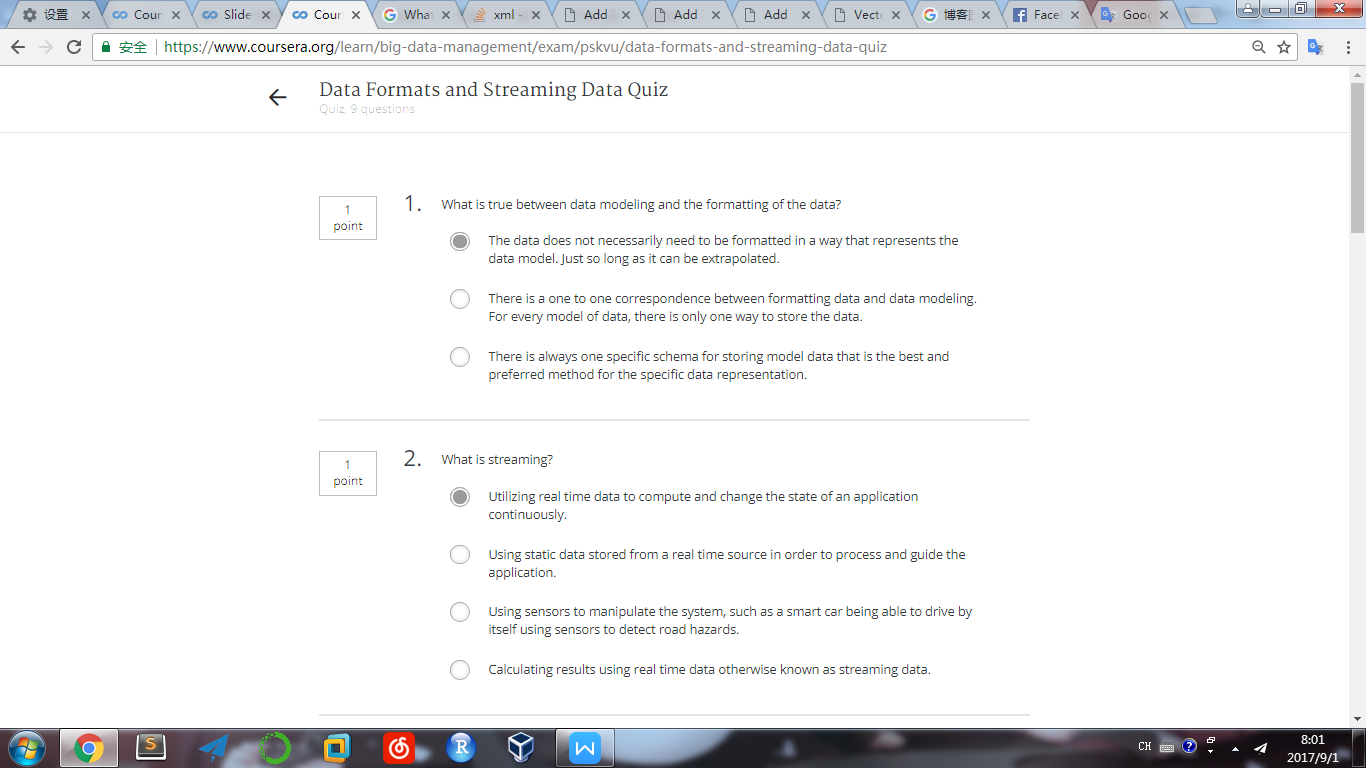 设置
Cour
Slide
Cour
What
xml -
Add
Add
Add
Vecto
博客
Facel
Goog
安全
https://www.coursera.org/learn/big-data-management/exam/pskvu/data-formats-and-streaming-data-quiz
Data Formats and Streaming Data Quiz
Quiz, 9 questions
1
point
1.
What is true between data modeling and the formatting of the data?
The data does not necessarily need to be formatted in a way that represents the
data model. Just so long as it can be extrapolated.
There is a one to one correspondence between formatting data and data modeling.
For every model of data, there is only one way to store the data.
There is always one specific schema for storing model data that is the best and
preferred method for the specific data representation.
1
point
2.
What is streaming?
Utilizing real time data to compute and change the state of an application
continuously.
Using static data stored from a real time source in order to process and guide the
application.
Using sensors to manipulate the system, such as a smart car being able to drive by
itself using sensors to detect road hazards.
Calculating results using real time data otherwise known as streaming data.
CH
8:01
2017/9/1